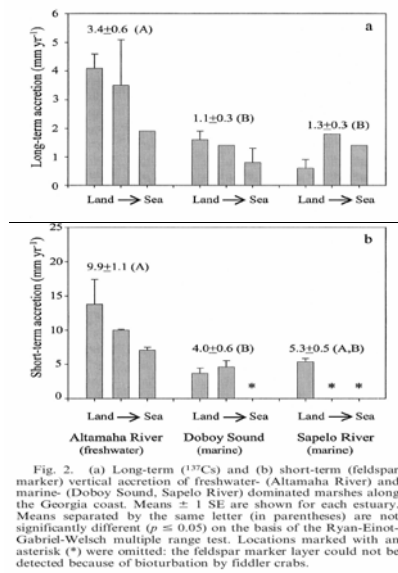 a
3.4±0.6 (A)
1.1±0.3 (B)
1.3±0.3 (B)
Long-term accretion (mm yr⁻¹)
6
5
4
3
2
1
0
Land → Sea Land → Sea Land → Sea
b
9.9±1.1 (A)
4.0±0.6 (B)
5.3±0.5 (A,B)
Short-term accretion (mm yr⁻¹)
25
20
15
10
5
0
* * *
Land → Sea Land → Sea Land → Sea
Altamaha River Doboy Sound Sapelo River
(freshwater) (marine) (marine)
Fig. 2. (a) Long-term (¹³⁷Cs) and (b) short-term (feldspar
marker) vertical accretion of freshwater- (Altamaha River) and
marine- (Doboy Sound, Sapelo River) dominated marshes along
the Georgia coast. Means ± 1 SE are shown for each estuary.
Means separated by the same letter (in parentheses) are not
significantly different (p ≤ 0.05) on the basis of the Ryan-Einot-
Gabriel-Welsch multiple range test. Locations marked with an
asterisk (*) were omitted: the feldspar marker layer could not be
detected because of bioturbation by fiddler crabs.